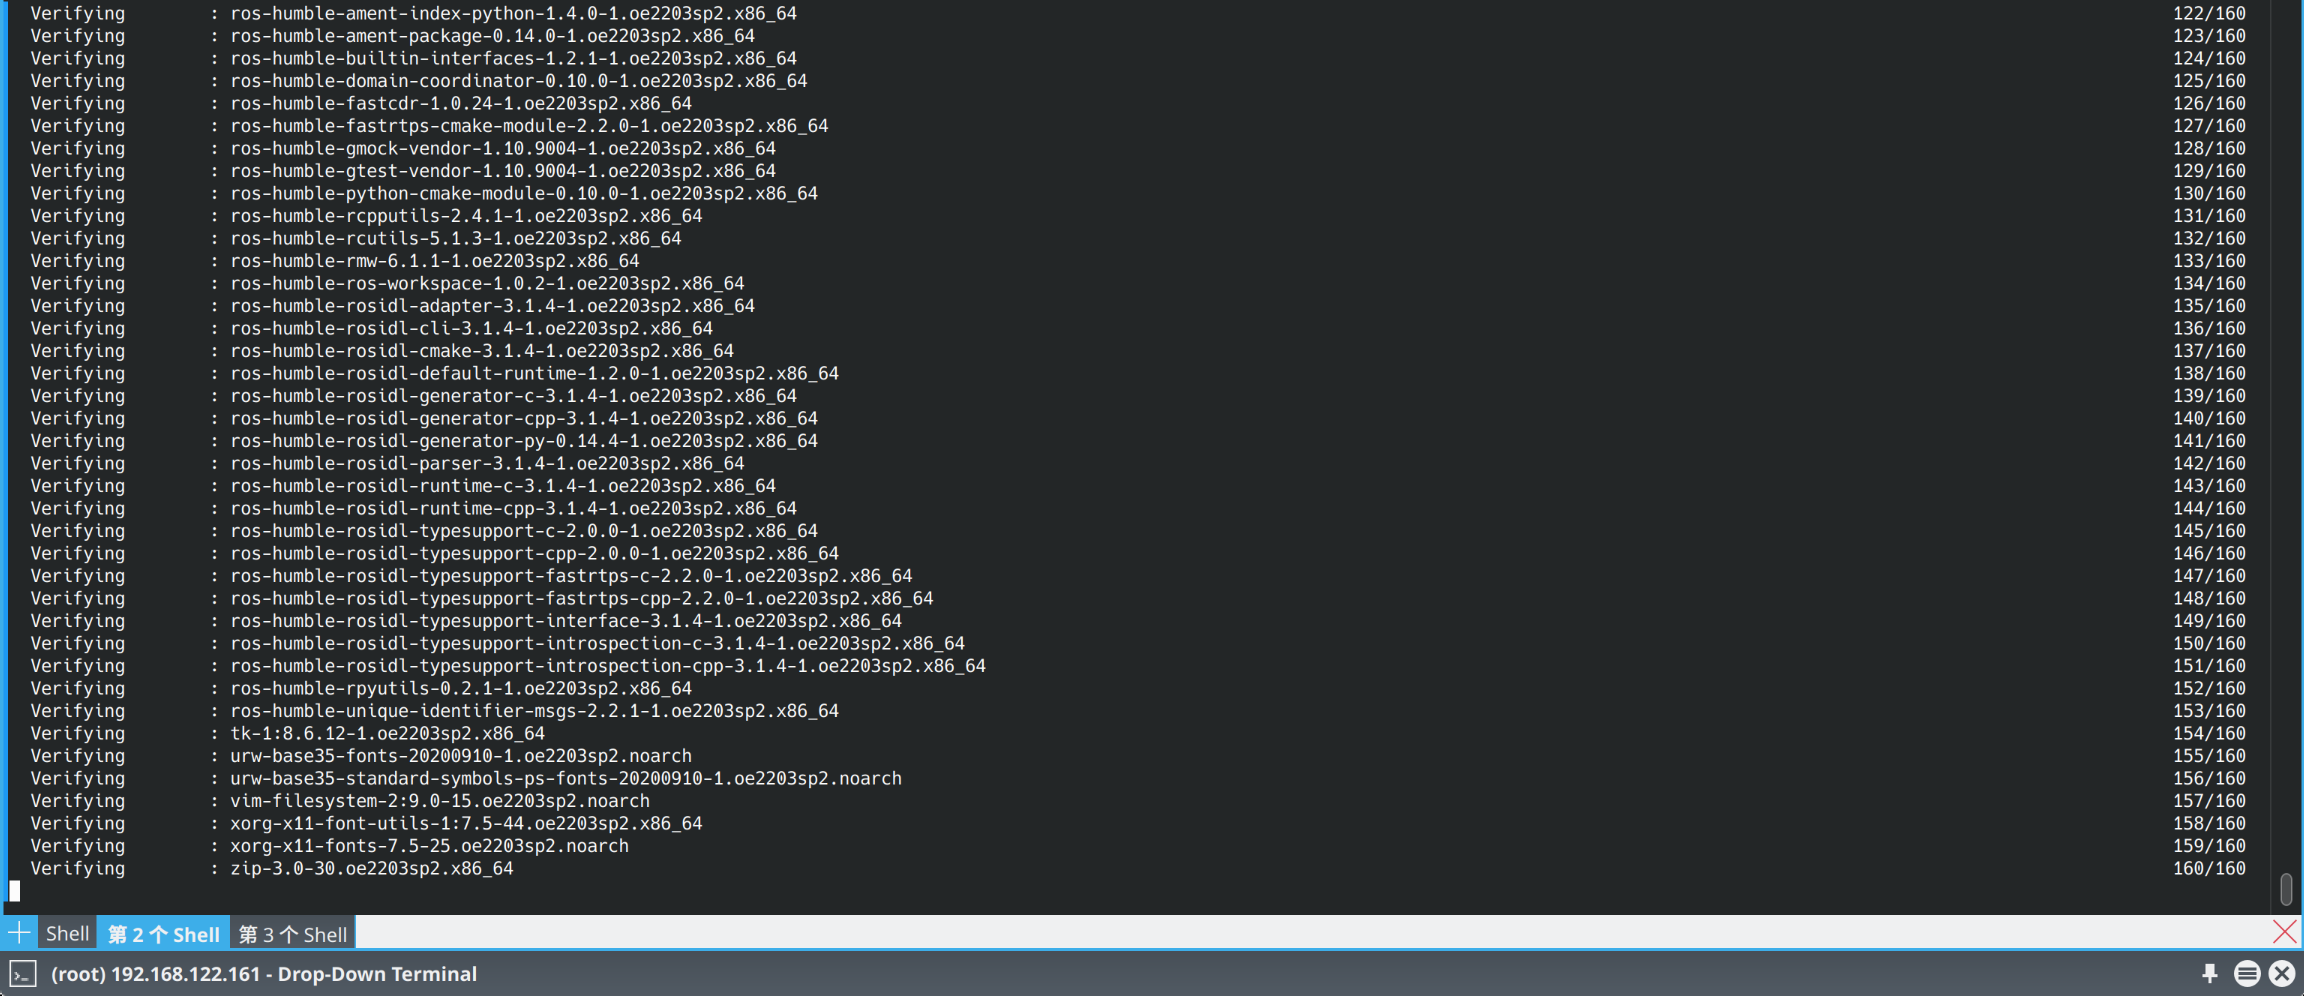 Verifying : ros-humble-ament-index-python-1.4.0-1.oe2203sp2.x86_64 122/160
Verifying : ros-humble-ament-package-0.14.0-1.oe2203sp2.x86_64 123/160
Verifying : ros-humble-builtin-interfaces-1.2.1-1.oe2203sp2.x86_64 124/160
Verifying : ros-humble-domain-coordinator-0.10.0-1.oe2203sp2.x86_64 125/160
Verifying : ros-humble-fastcdr-1.0.24-1.oe2203sp2.x86_64 126/160
Verifying : ros-humble-fastrtps-cmake-module-2.2.0-1.oe2203sp2.x86_64 127/160
Verifying : ros-humble-gmock-vendor-1.10.9004-1.oe2203sp2.x86_64 128/160
Verifying : ros-humble-gtest-vendor-1.10.9004-1.oe2203sp2.x86_64 129/160
Verifying : ros-humble-python-cmake-module-0.10.0-1.oe2203sp2.x86_64 130/160
Verifying : ros-humble-rcpputils-2.4.1-1.oe2203sp2.x86_64 131/160
Verifying : ros-humble-rcutils-5.1.3-1.oe2203sp2.x86_64 132/160
Verifying : ros-humble-rmw-6.1.1-1.oe2203sp2.x86_64 133/160
Verifying : ros-humble-ros-workspace-1.0.2-1.oe2203sp2.x86_64 134/160
Verifying : ros-humble-rosidl-adapter-3.1.4-1.oe2203sp2.x86_64 135/160
Verifying : ros-humble-rosidl-cli-3.1.4-1.oe2203sp2.x86_64 136/160
Verifying : ros-humble-rosidl-cmake-3.1.4-1.oe2203sp2.x86_64 137/160
Verifying : ros-humble-rosidl-default-runtime-1.2.0-1.oe2203sp2.x86_64 138/160
Verifying : ros-humble-rosidl-generator-c-3.1.4-1.oe2203sp2.x86_64 139/160
Verifying : ros-humble-rosidl-generator-cpp-3.1.4-1.oe2203sp2.x86_64 140/160
Verifying : ros-humble-rosidl-generator-py-0.14.4-1.oe2203sp2.x86_64 141/160
Verifying : ros-humble-rosidl-parser-3.1.4-1.oe2203sp2.x86_64 142/160
Verifying : ros-humble-rosidl-runtime-c-3.1.4-1.oe2203sp2.x86_64 143/160
Verifying : ros-humble-rosidl-runtime-cpp-3.1.4-1.oe2203sp2.x86_64 144/160
Verifying : ros-humble-rosidl-typesupport-c-2.0.0-1.oe2203sp2.x86_64 145/160
Verifying : ros-humble-rosidl-typesupport-cpp-2.0.0-1.oe2203sp2.x86_64 146/160
Verifying : ros-humble-rosidl-typesupport-fastrtps-c-2.2.0-1.oe2203sp2.x86_64 147/160
Verifying : ros-humble-rosidl-typesupport-fastrtps-cpp-2.2.0-1.oe2203sp2.x86_64 148/160
Verifying : ros-humble-rosidl-typesupport-interface-3.1.4-1.oe2203sp2.x86_64 149/160
Verifying : ros-humble-rosidl-typesupport-introspection-c-3.1.4-1.oe2203sp2.x86_64 150/160
Verifying : ros-humble-rosidl-typesupport-introspection-cpp-3.1.4-1.oe2203sp2.x86_64 151/160
Verifying : ros-humble-rpyutils-0.2.1-1.oe2203sp2.x86_64 152/160
Verifying : ros-humble-unique-identifier-msgs-2.2.1-1.oe2203sp2.x86_64 153/160
Verifying : tk-1:8.6.12-1.oe2203sp2.x86_64 154/160
Verifying : urw-base35-fonts-20200910-1.oe2203sp2.noarch 155/160
Verifying : urw-base35-standard-symbols-ps-fonts-20200910-1.oe2203sp2.noarch 156/160
Verifying : vim-filesystem-2:9.0-15.oe2203sp2.noarch 157/160
Verifying : xorg-x11-font-utils-1:7.5-44.oe2203sp2.x86_64 158/160
Verifying : xorg-x11-fonts-7.5-25.oe2203sp2.noarch 159/160
Verifying : zip-3.0-30.oe2203sp2.x86_64 160/160
Shell 第 2 个 Shell 第 3 个 Shell
(root) 192.168.122.161 - Drop-Down Terminal